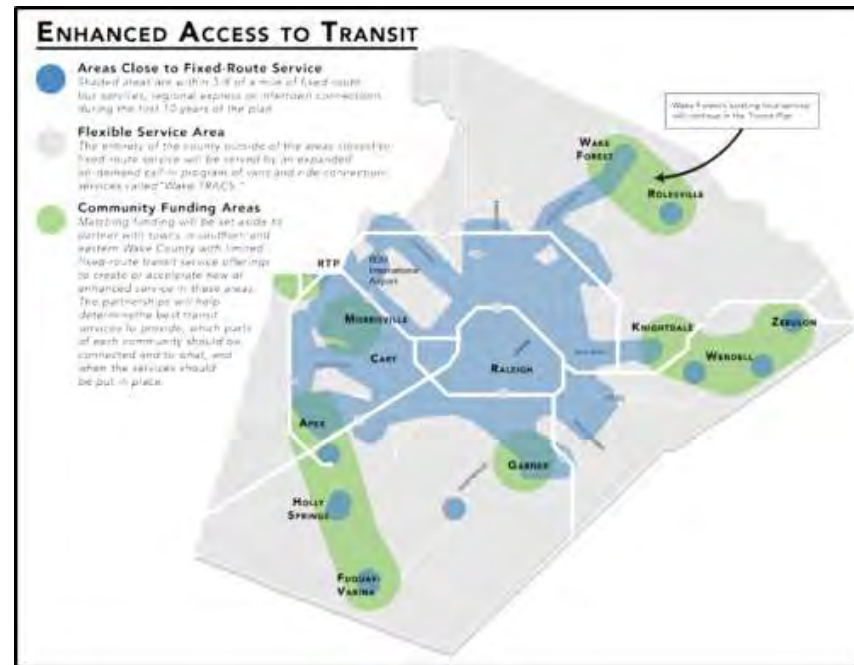 ENHANCED ACCESS TO TRANSIT
Areas Close to Fixed-Route Service
Shaded areas are within 3/4 of a mile of fixed-route
bus services, regional express or intertown connections
during the first 10 years of the plan
Flexible Service Area
The entirety of the county outside of the areas closest to
fixed-route service will be served by an expanded
on-demand call-in program of vans and ride connection
services called "Wake TRACS."
Community Funding Areas
Matching funding will be set aside to
partner with towns in southern and
eastern Wake County with limited
fixed-route transit service offerings
to create or accelerate new or
enhanced service in these areas.
The partnerships will help
determine the best transit
services to provide, which parts
of each community should be
connected and to what, and
when the services should
be put in place.
Wake Forest's existing local service
will continue in the Transit Plan
WAKE
FOREST
ROLESVILLE
RTP
RDU
International
Airport
MORRISVILLE
CARY
RALEIGH
KNIGHTDALE
WENDELL
ZEBULON
APEX
GARNER
HOLLY
SPRINGS
FUQUAY-
VARINA